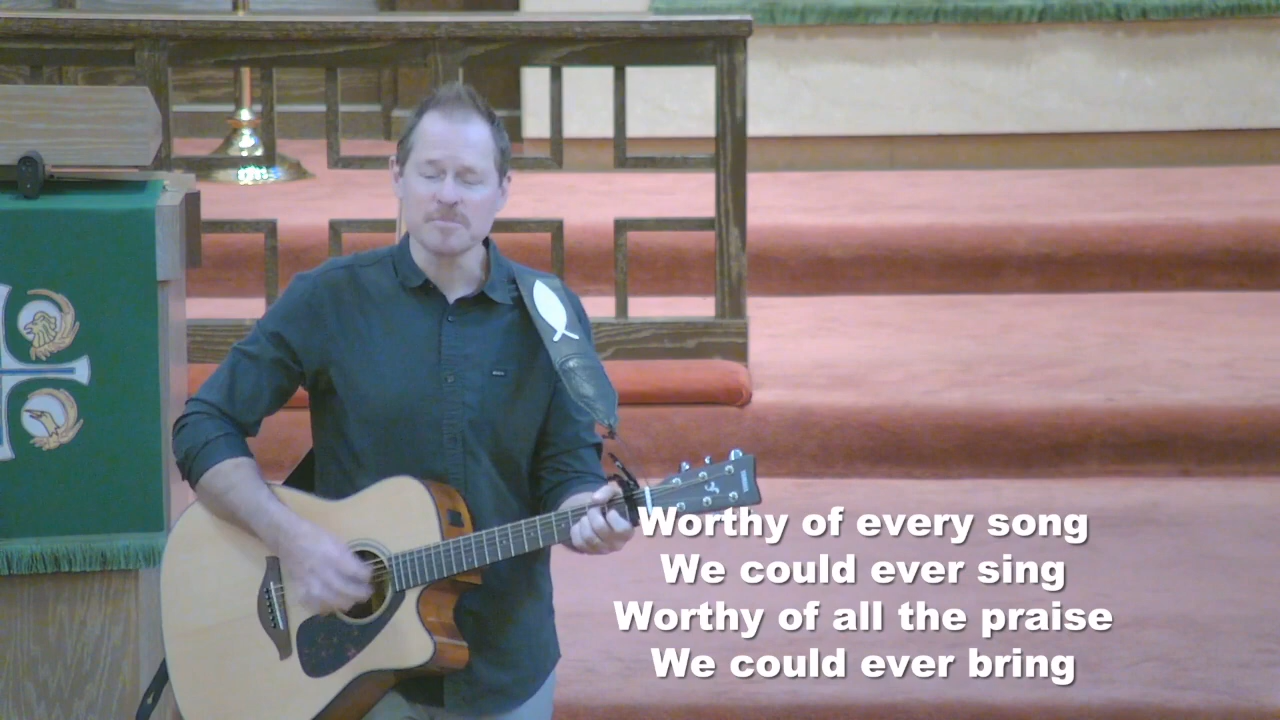 Worthy of every song
We could ever sing
Worthy of all the praise
We could ever bring